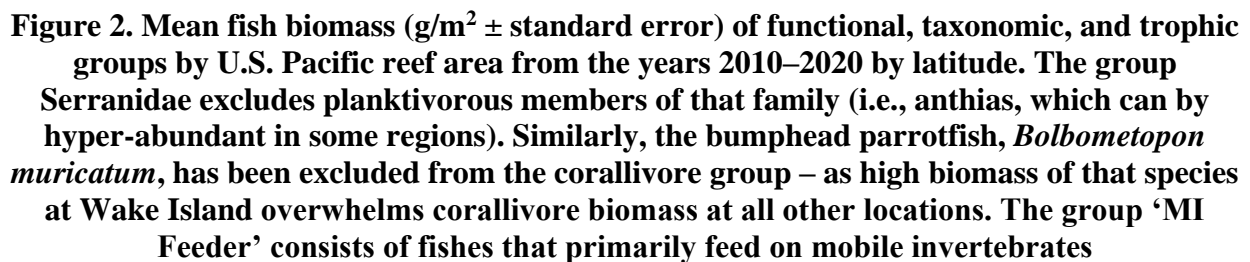 Figure 2. Mean fish biomass (g/m² ± standard error) of functional, taxonomic, and trophic
groups by U.S. Pacific reef area from the years 2010–2020 by latitude. The group
Serranidae excludes planktivorous members of that family (i.e., anthias, which can by
hyper-abundant in some regions). Similarly, the bumphead parrotfish, Bolbometopon
muricatum, has been excluded from the corallivore group – as high biomass of that species
at Wake Island overwhelms corallivore biomass at all other locations. The group ‘MI
Feeder’ consists of fishes that primarily feed on mobile invertebrates